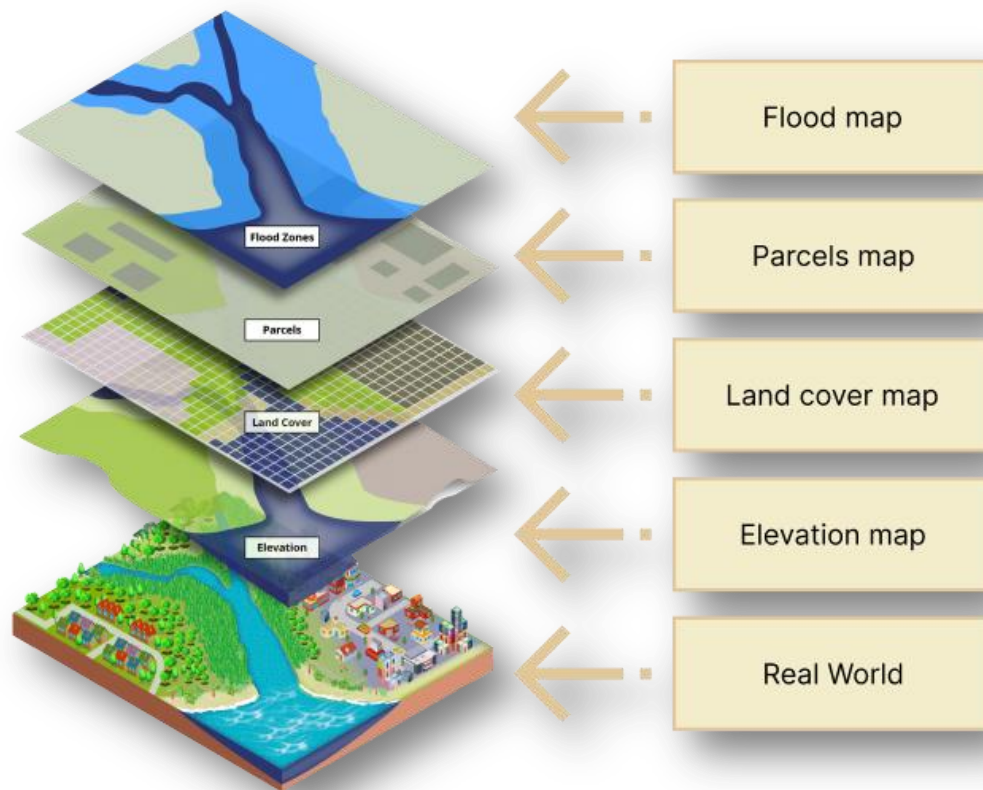 Flood map
Flood Zones
Parcels map
Parcels
Land cover map
Land Cover
Elevation map
Elevation
Real World